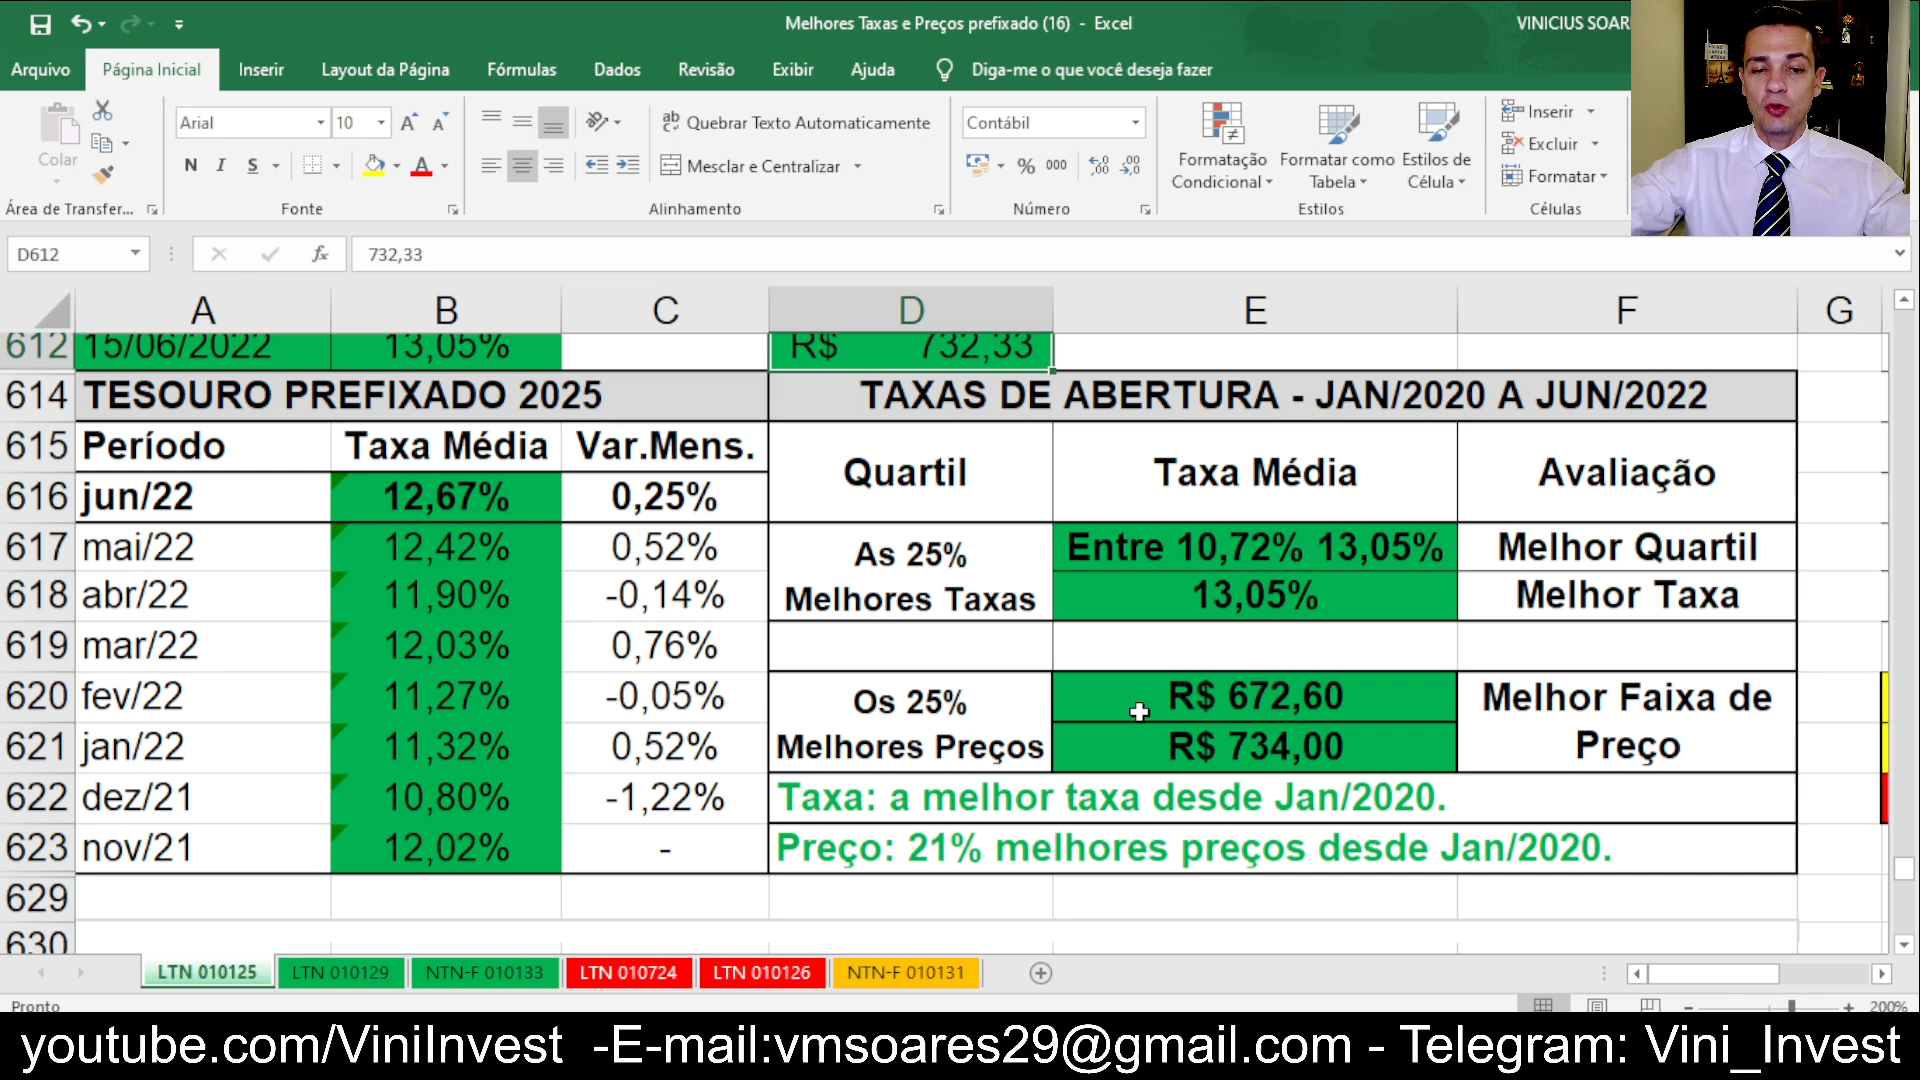 Melhores Taxas e Preços prefixado (16) - Excel
VINICIUS SOAR
Arquivo Página Inicial Inserir Layout da Página Fórmulas Dados Revisão Exibir Ajuda Diga-me o que você deseja fazer
Arial 10 Quebrar Texto Automaticamente Contábil Inserir
Colar Excluir
N I S Mesclar e Centralizar % 000 Formatação Condicional Formatar como Tabela Estilos de Célula Formatar
Área de Transfer... Fonte Alinhamento Número Estilos Células
D612 fx 732,33
A B C D E F G
612 15/06/2022 13,05% R$ 732,33
614 TESOURO PREFIXADO 2025 TAXAS DE ABERTURA - JAN/2020 A JUN/2022
615 Período Taxa Média Var.Mens. Quartil Taxa Média Avaliação
616 jun/22 12,67% 0,25%
617 mai/22 12,42% 0,52% As 25% Entre 10,72% 13,05% Melhor Quartil
618 abr/22 11,90% -0,14% Melhores Taxas 13,05% Melhor Taxa
619 mar/22 12,03% 0,76%
620 fev/22 11,27% -0,05% Os 25% R$ 672,60 Melhor Faixa de
621 jan/22 11,32% 0,52% Melhores Preços R$ 734,00 Preço
622 dez/21 10,80% -1,22% Taxa: a melhor taxa desde Jan/2020.
623 nov/21 12,02% - Preço: 21% melhores preços desde Jan/2020.
629
630
LTN 010125 LTN 010129 NTN-F 010133 LTN 010724 LTN 010126 NTN-F 010131
Pronto 200%
youtube.com/ViniInvest -E-mail:vmsoares29@gmail.com - Telegram: Vini_Invest